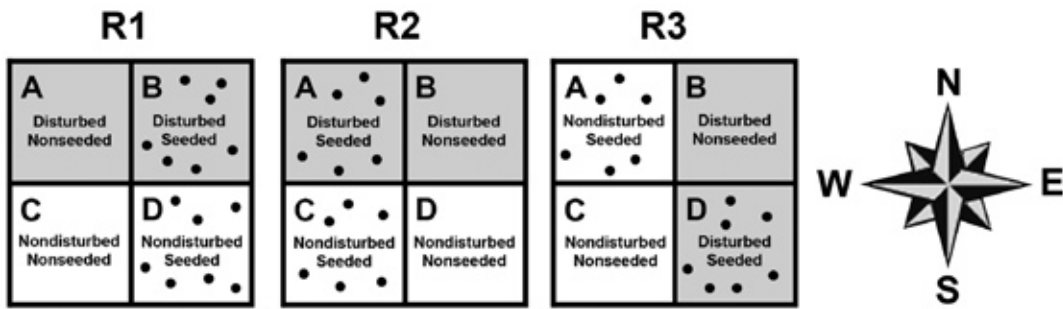 R1
R2
R3
A
Disturbed
Nonseeded
B
Disturbed
Seeded
C
Nondisturbed
Nonseeded
D
Nondisturbed
Seeded
A
Disturbed
Seeded
B
Disturbed
Nonseeded
C
Nondisturbed
Seeded
D
Nondisturbed
Nonseeded
A
Nondisturbed
Seeded
B
Disturbed
Nonseeded
C
Nondisturbed
Nonseeded
D
Disturbed
Seeded
N
W
E
S